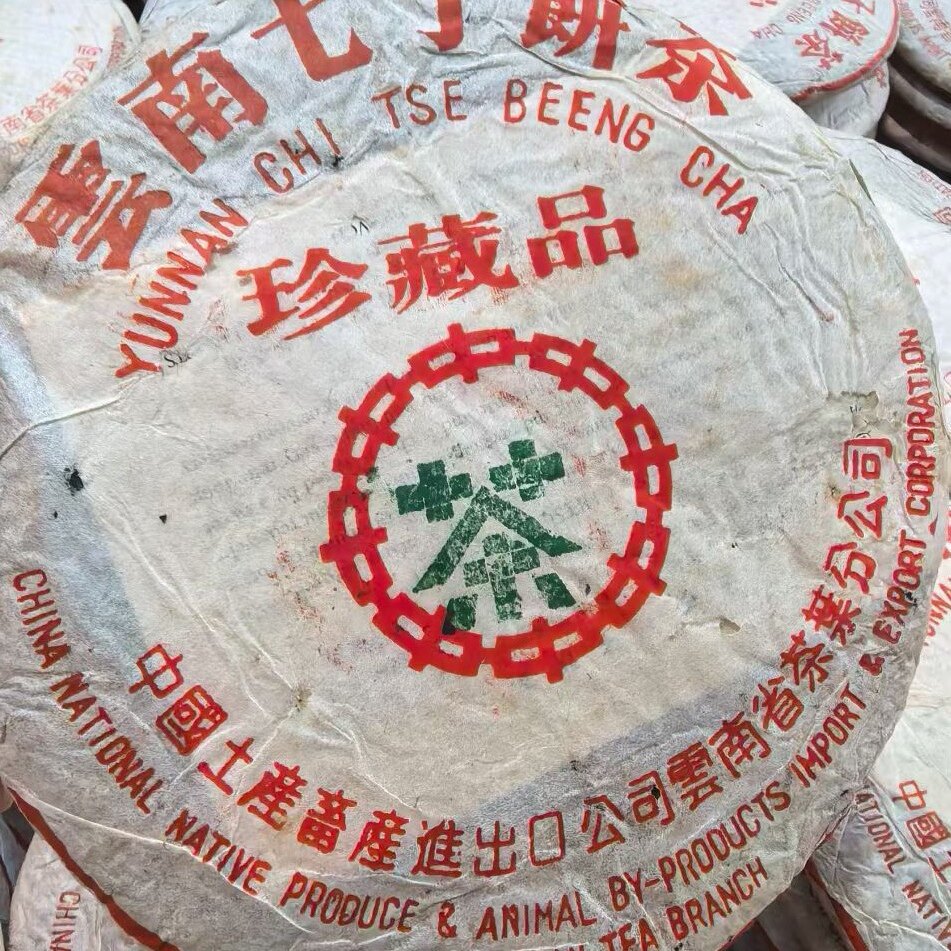 雲南七子餅茶
YUNNAN CHI TSE BEENG CHA
珍藏品
茶
中國土產畜產進出口公司雲南省茶葉分公司
CHINA NATIONAL NATIVE PRODUCE & ANIMAL BY-PRODUCTS IMPORT & EXPORT CORPORATION
TEA BRANCH